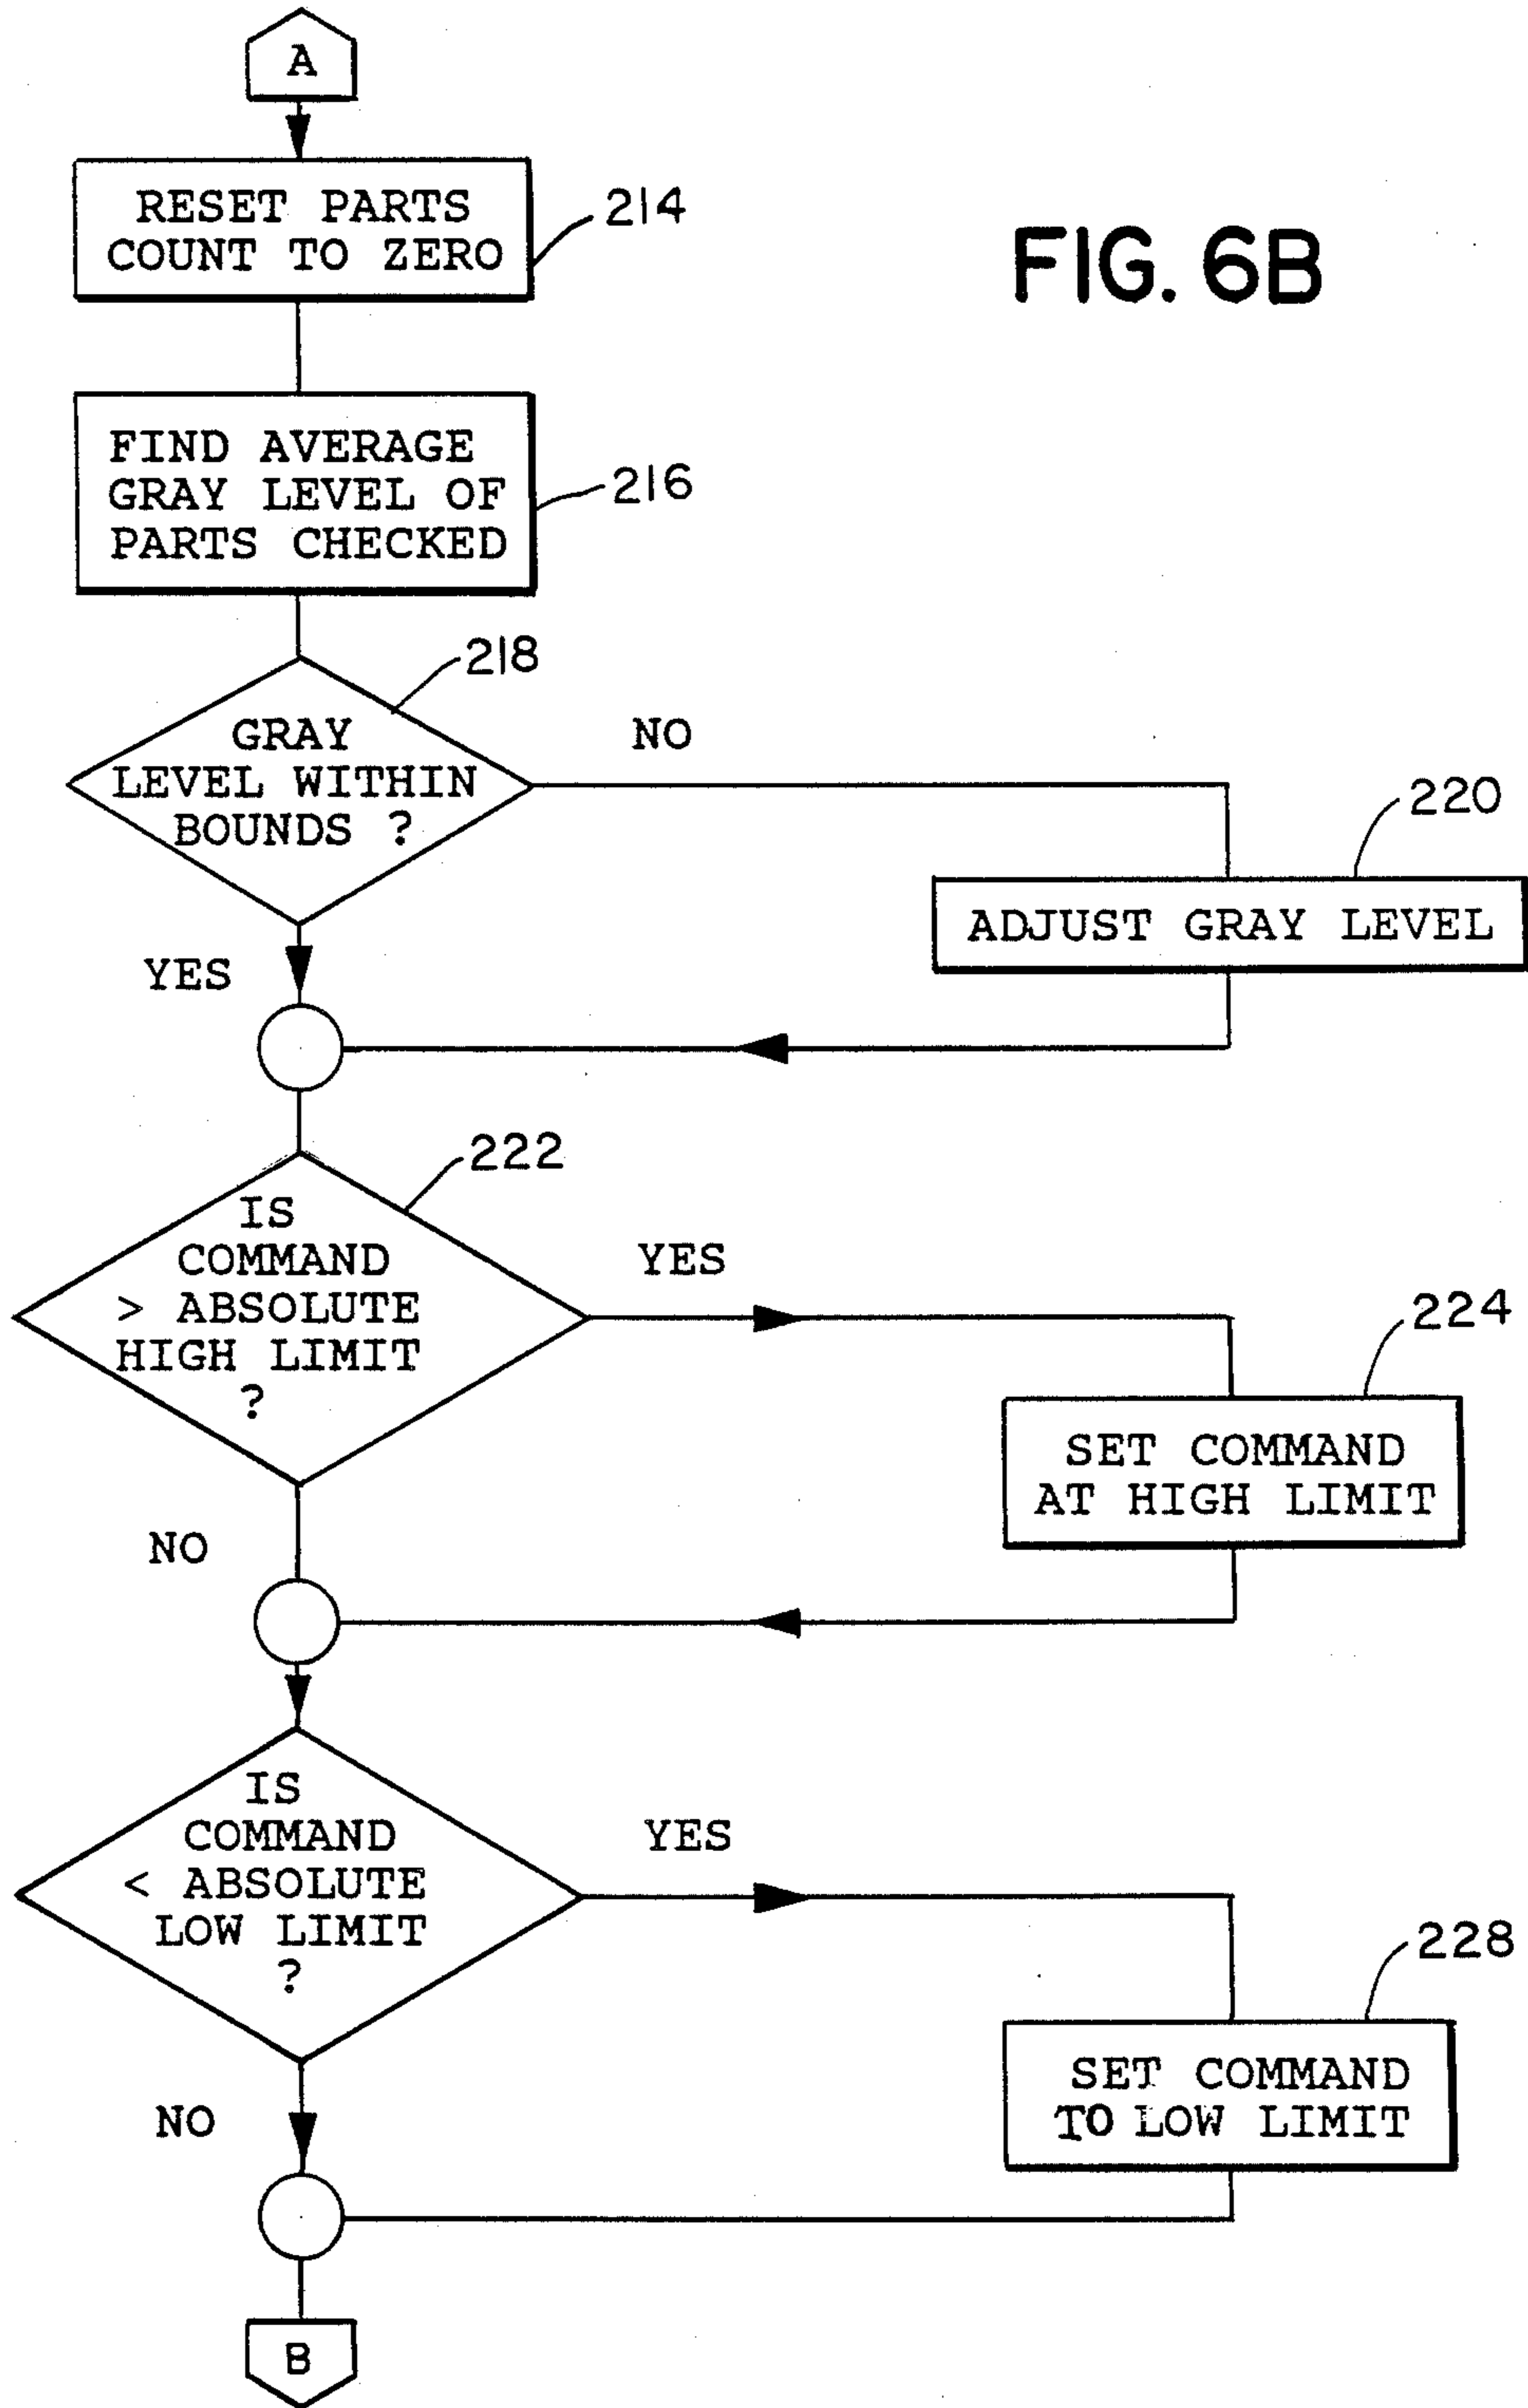 A
RESET PARTS
COUNT TO ZERO
214
FIG. 6B
FIND AVERAGE
GRAY LEVEL OF
PARTS CHECKED
216
218
GRAY
LEVEL WITHIN
BOUNDS ?
NO
220
ADJUST GRAY LEVEL
YES
222
IS
COMMAND
> ABSOLUTE
HIGH LIMIT
?
YES
224
SET COMMAND
AT HIGH LIMIT
NO
IS
COMMAND
< ABSOLUTE
LOW LIMIT
?
YES
228
SET COMMAND
TO LOW LIMIT
NO
B